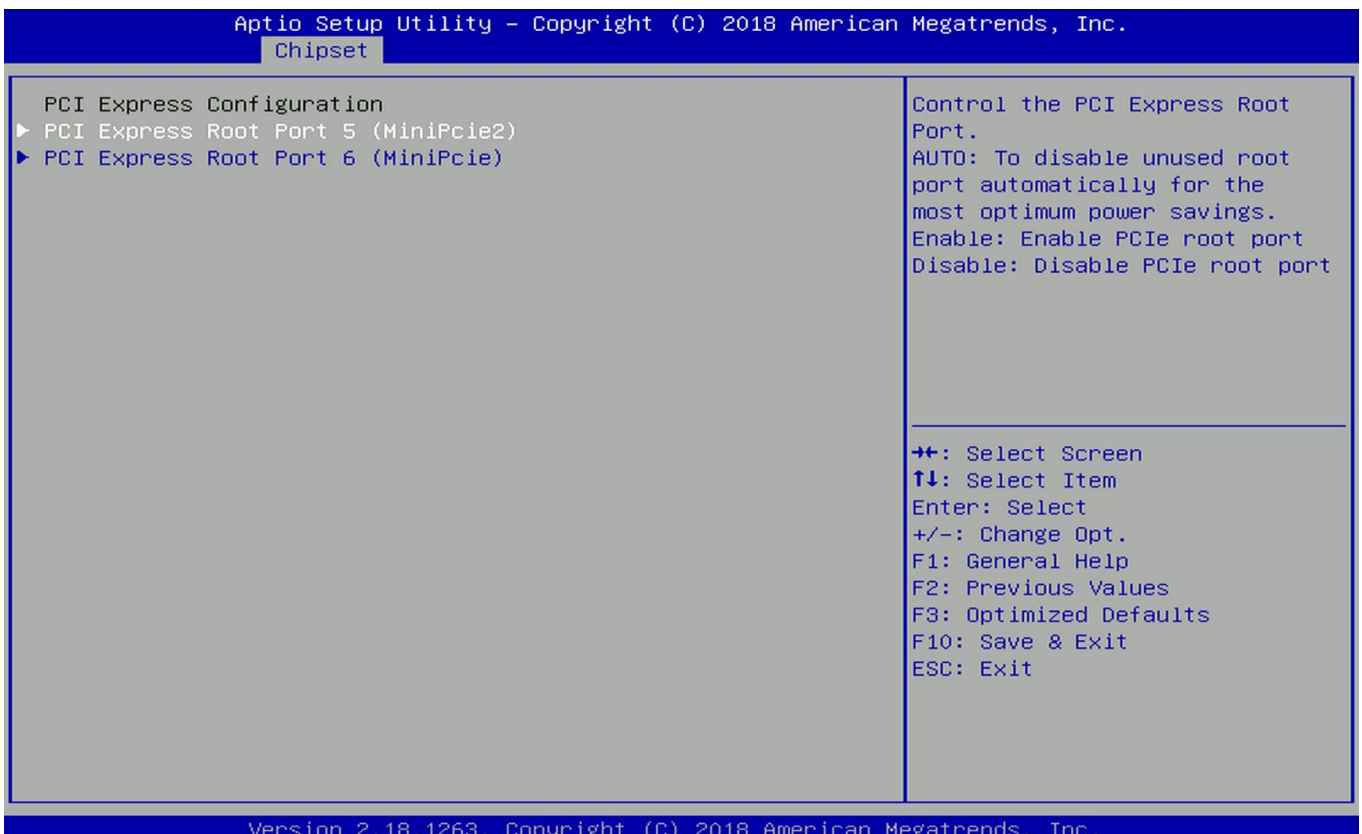 Aptio Setup Utility – Copyright (C) 2018 American Megatrends, Inc.
Chipset
PCI Express Configuration
PCI Express Root Port 5 (MiniPcie2)
PCI Express Root Port 6 (MiniPcie)
Control the PCI Express Root
Port.
AUTO: To disable unused root
port automatically for the
most optimum power savings.
Enable: Enable PCIe root port
Disable: Disable PCIe root port
→←: Select Screen
↑↓: Select Item
Enter: Select
+/-: Change Opt.
F1: General Help
F2: Previous Values
F3: Optimized Defaults
F10: Save & Exit
ESC: Exit
Version 2.18.1263. Copyright (C) 2018 American Megatrends, Inc.